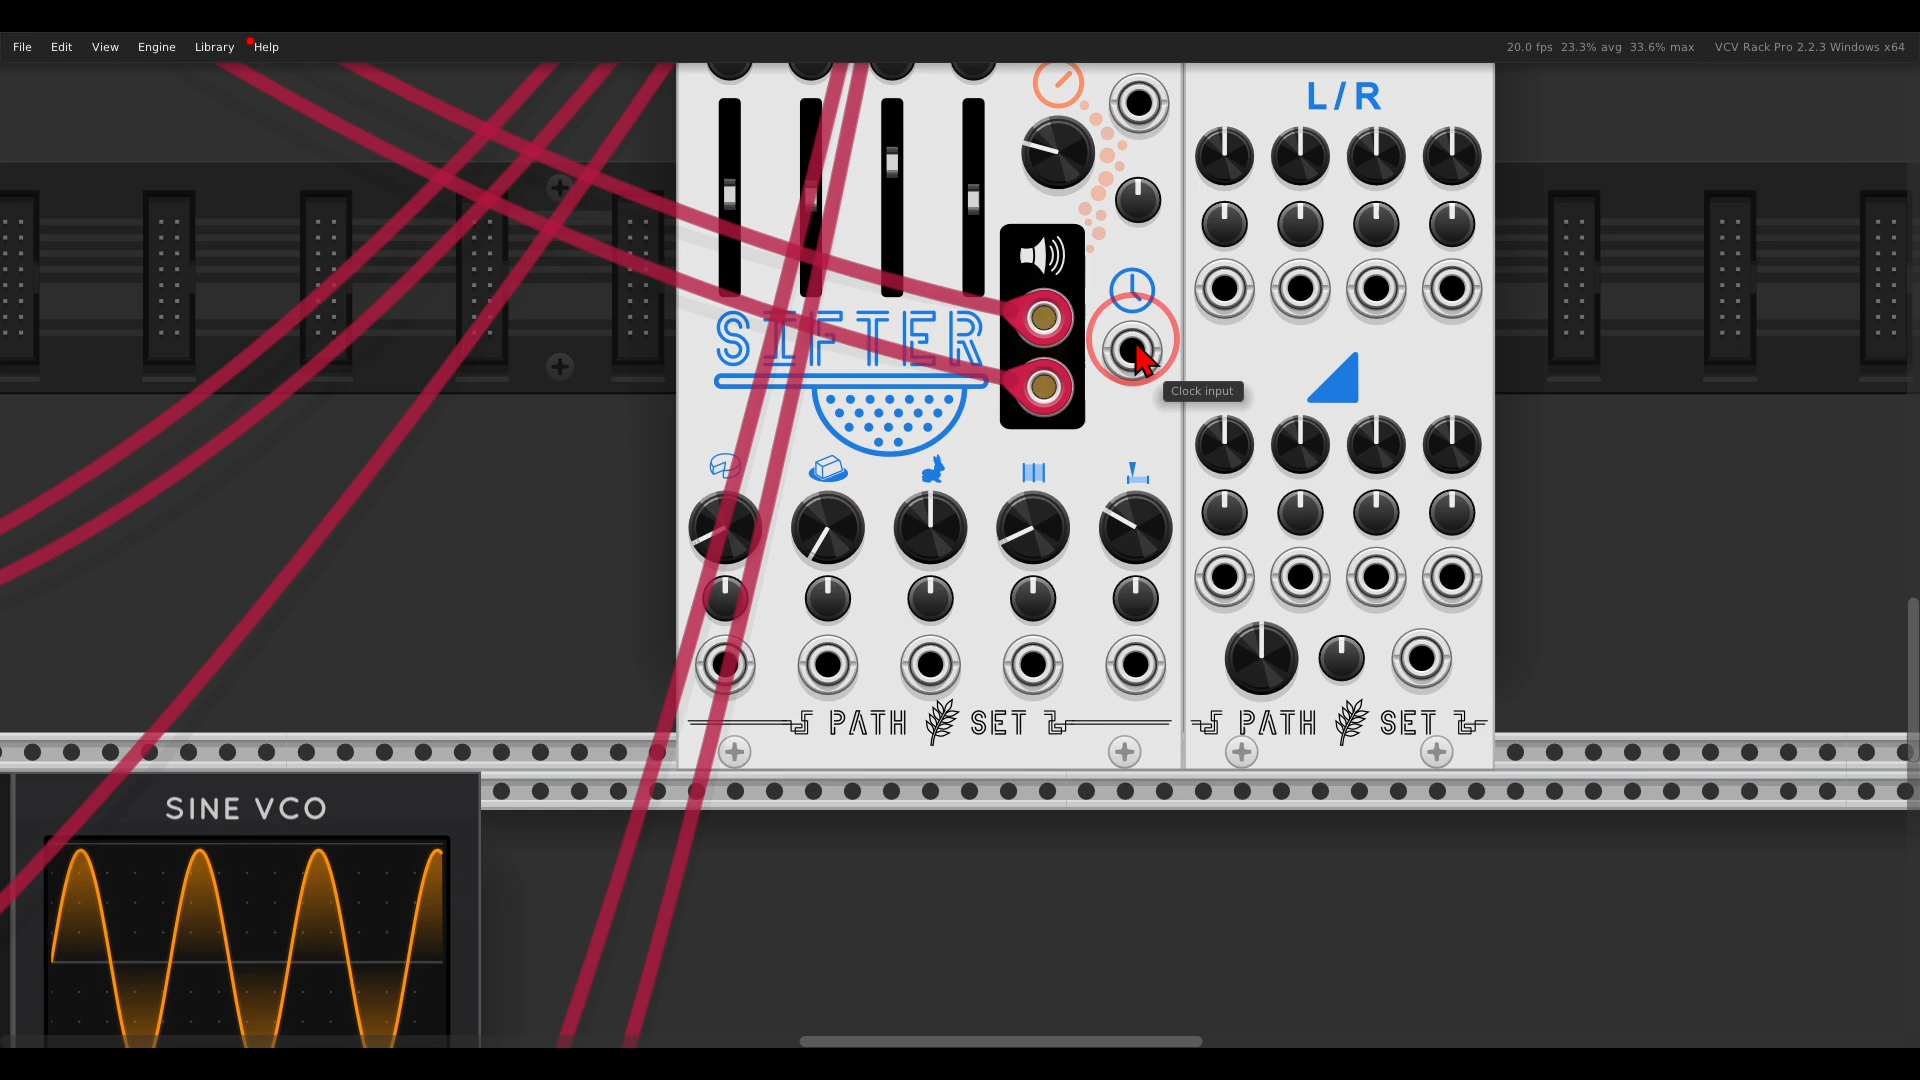 File Edit View Engine Library Help
20.0 fps 23.3% avg 33.6% max VCV Rack Pro 2.2.3 Windows x64
L/R
SIFTER
Clock input
PATH SET
PATH SET
SINE VCO